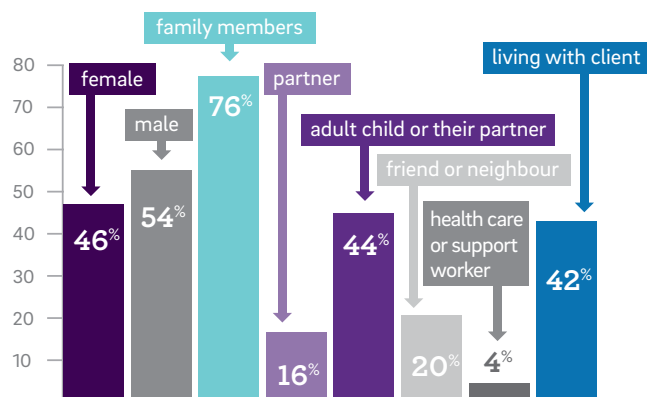 family members
living with client
female
partner
male
adult child or their partner
friend or neighbour
health care
or support
worker
80
70
60
50
40
30
20
10
46%
54%
76%
16%
44%
20%
4%
42%